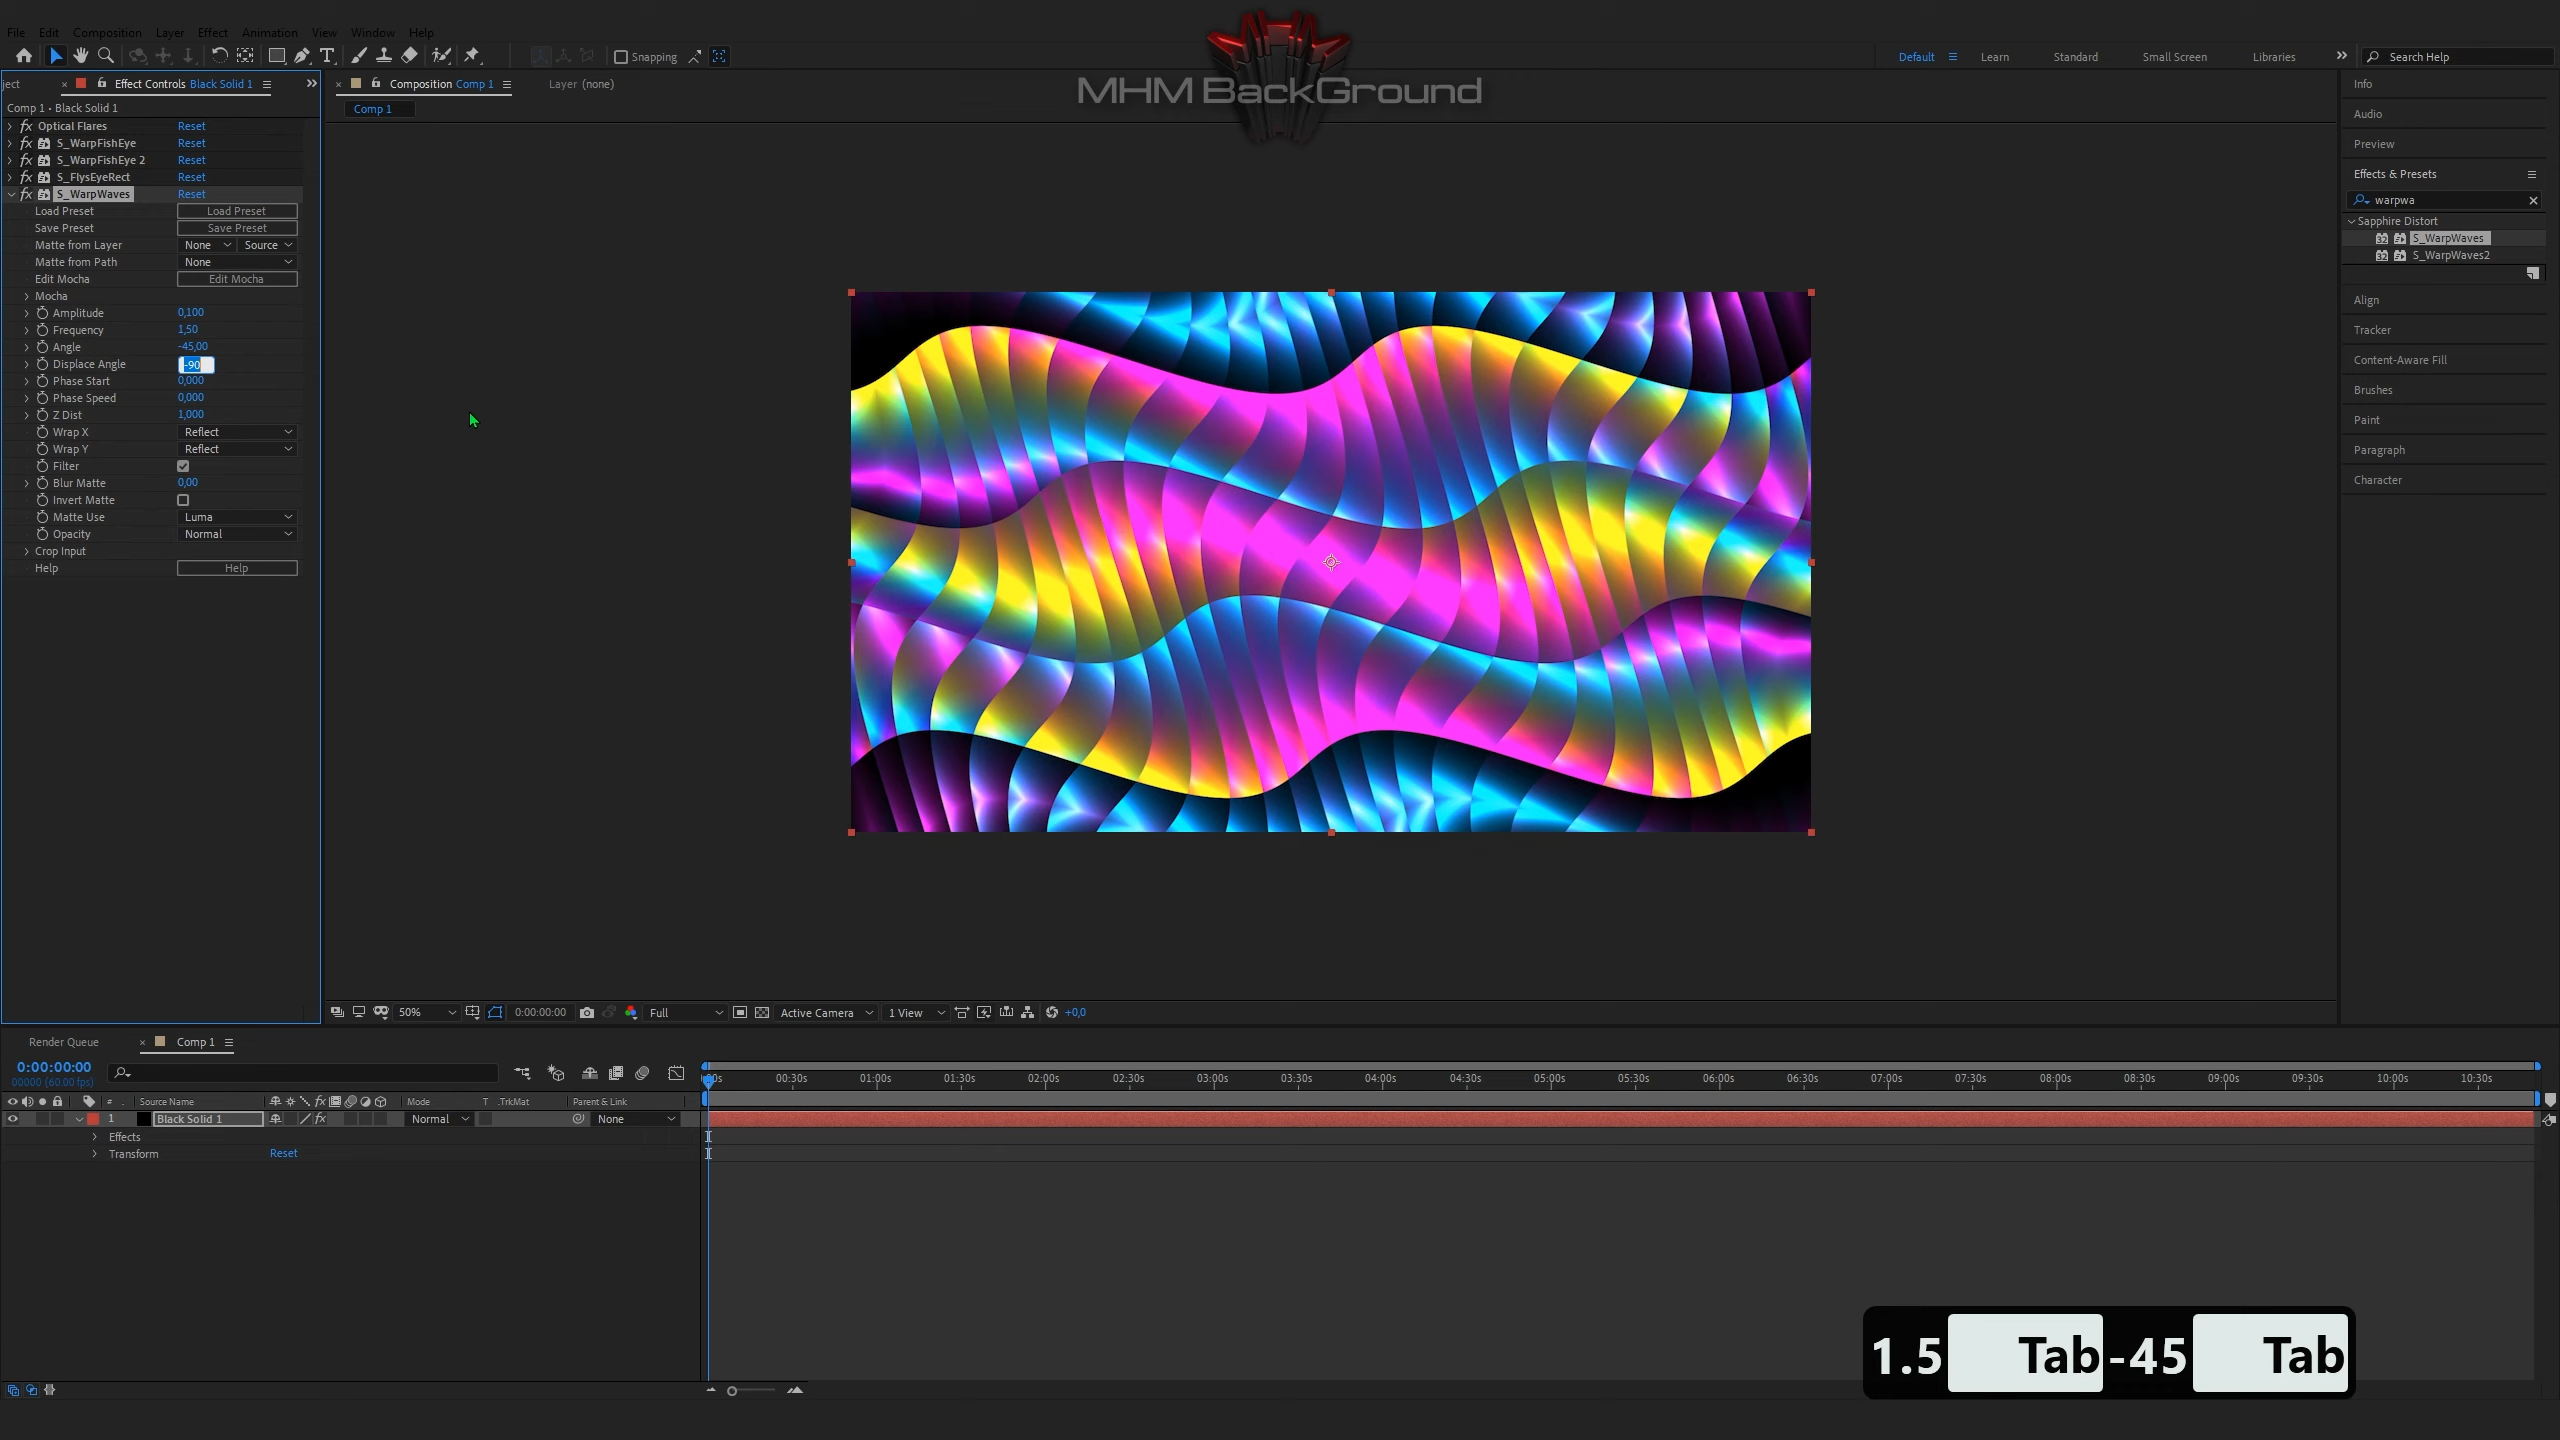 MHM BackGround
File Edit Composition Layer Effect Animation View Window Help
Snapping
Default Learn Standard Small Screen Libraries Search Help
ject Effect Controls Black Solid 1
Comp 1 • Black Solid 1
Optical Flares Reset
S_WarpFishEye Reset
S_WarpFishEye 2 Reset
S_FlysEyeRect Reset
S_WarpWaves Reset
Load Preset Load Preset
Save Preset Save Preset
Matte from Layer None Source
Matte from Path None
Edit Mocha Edit Mocha
Mocha
Amplitude 0,100
Frequency 1,50
Angle -45,00
Displace Angle -90
Phase Start 0,000
Phase Speed 0,000
Z Dist 1,000
Wrap X Reflect
Wrap Y Reflect
Filter
Blur Matte 0,00
Invert Matte
Matte Use Luma
Opacity Normal
Crop Input
Help Help
Composition Comp 1 Layer (none)
Comp 1
50% 0:00:00:00 Full Active Camera 1 View +0,0
Info
Audio
Preview
Effects & Presets
warpwa
Sapphire Distort
32 S_WarpWaves
32 S_WarpWaves2
Align
Tracker
Content-Aware Fill
Brushes
Paint
Paragraph
Character
Render Queue Comp 1
0:00:00:00
00000 (60.00 fps)
00s 00:30s 01:00s 01:30s 02:00s 02:30s 03:00s 03:30s 04:00s 04:30s 05:00s 05:30s 06:00s 06:30s 07:00s 07:30s 08:00s 08:30s 09:00s 09:30s 10:00s 10:30s
# Source Name Mode T .TrkMat Parent & Link
1 Black Solid 1 Normal None
Effects
Transform Reset
1.5 Tab -45 Tab